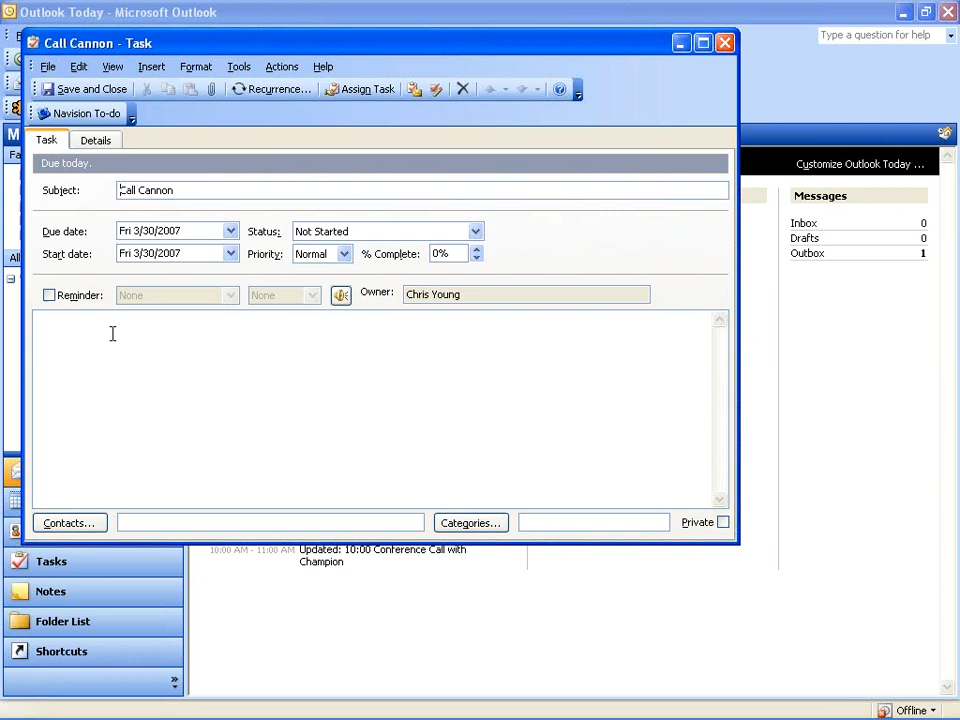 Outlook Today - Microsoft Outlook
Type a question for help
Call Cannon - Task
File Edit View Insert Format Tools Actions Help
Save and Close Recurrence... Assign Task
Navision To-do
Task Details
Customize Outlook Today ...
Due today.
Subject: Call Cannon
Messages
Inbox 0
Drafts 0
Outbox 1
Due date: Fri 3/30/2007 Status: Not Started
Start date: Fri 3/30/2007 Priority: Normal % Complete: 0%
Reminder: None None Owner: Chris Young
Contacts... Categories... Private
10:00 AM - 11:00 AM Updated: 10:00 Conference Call with
Champion
Tasks
Notes
Folder List
Shortcuts
Offline